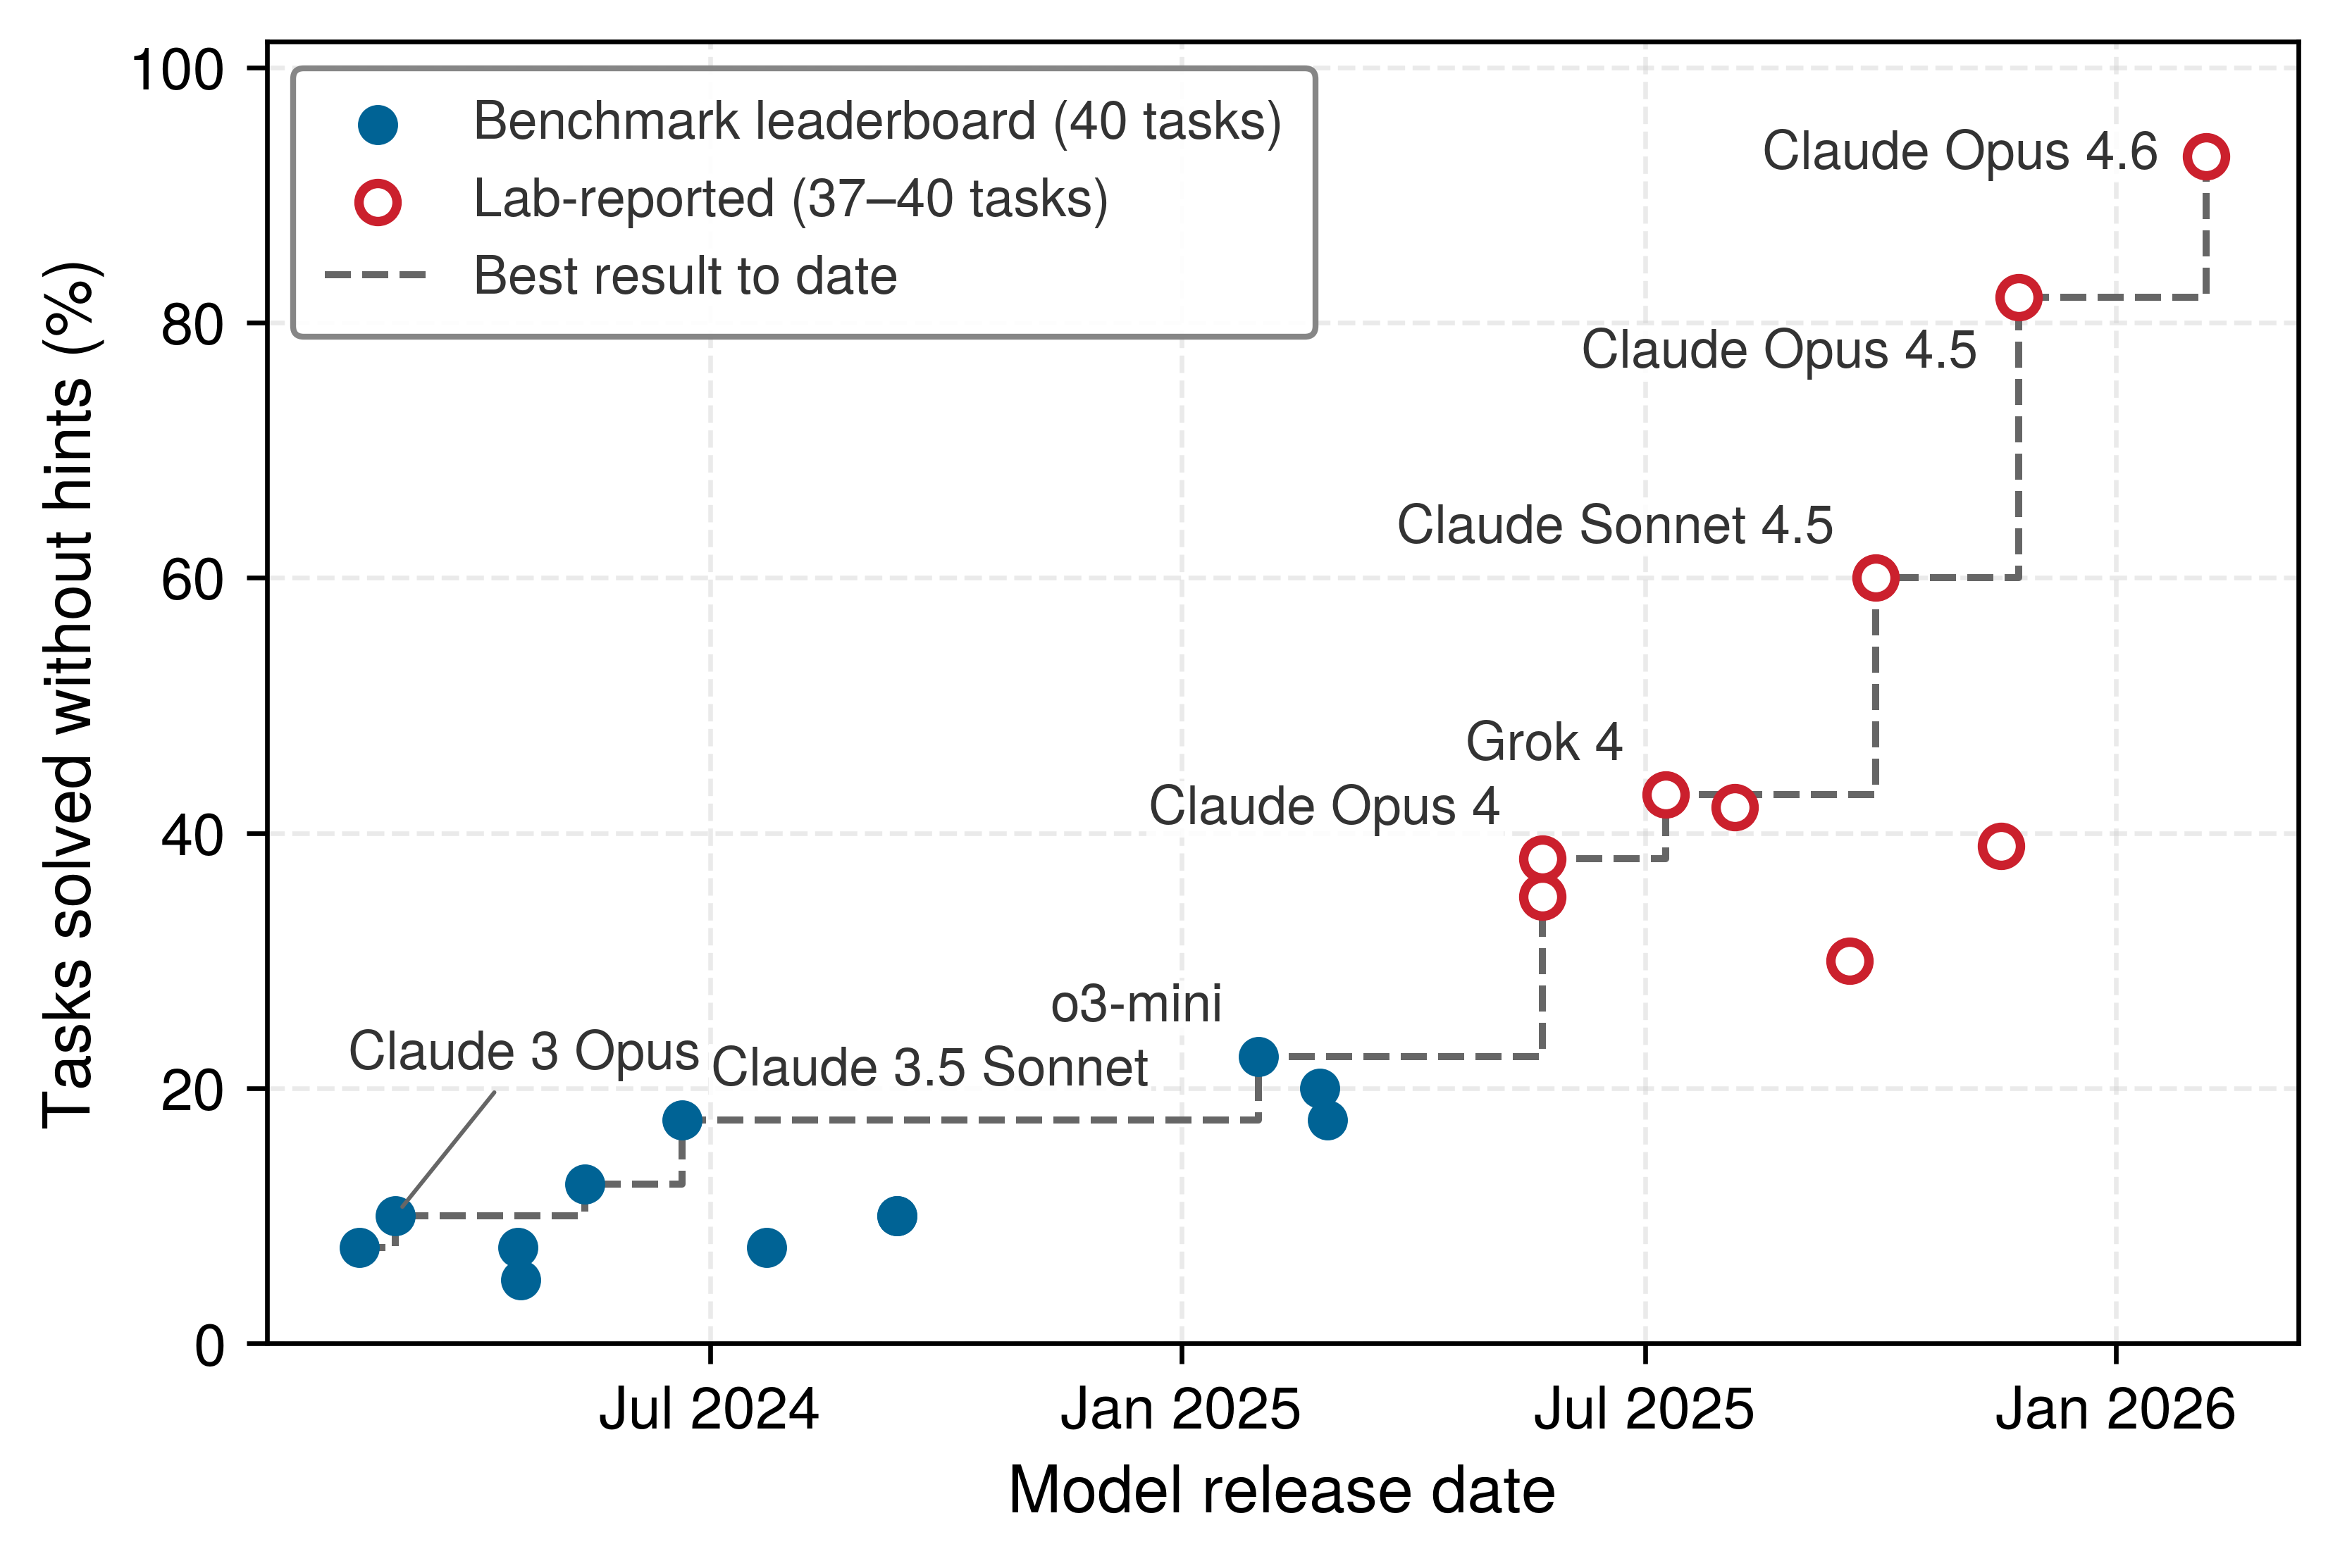 Tasks solved without hints (%)
100
80
60
40
20
0
Benchmark leaderboard (40 tasks)
Lab-reported (37–40 tasks)
Best result to date
Claude Opus 4.6
Claude Opus 4.5
Claude Sonnet 4.5
Grok 4
Claude Opus 4
o3-mini
Claude 3 Opus
Claude 3.5 Sonnet
Jul 2024
Jan 2025
Jul 2025
Jan 2026
Model release date